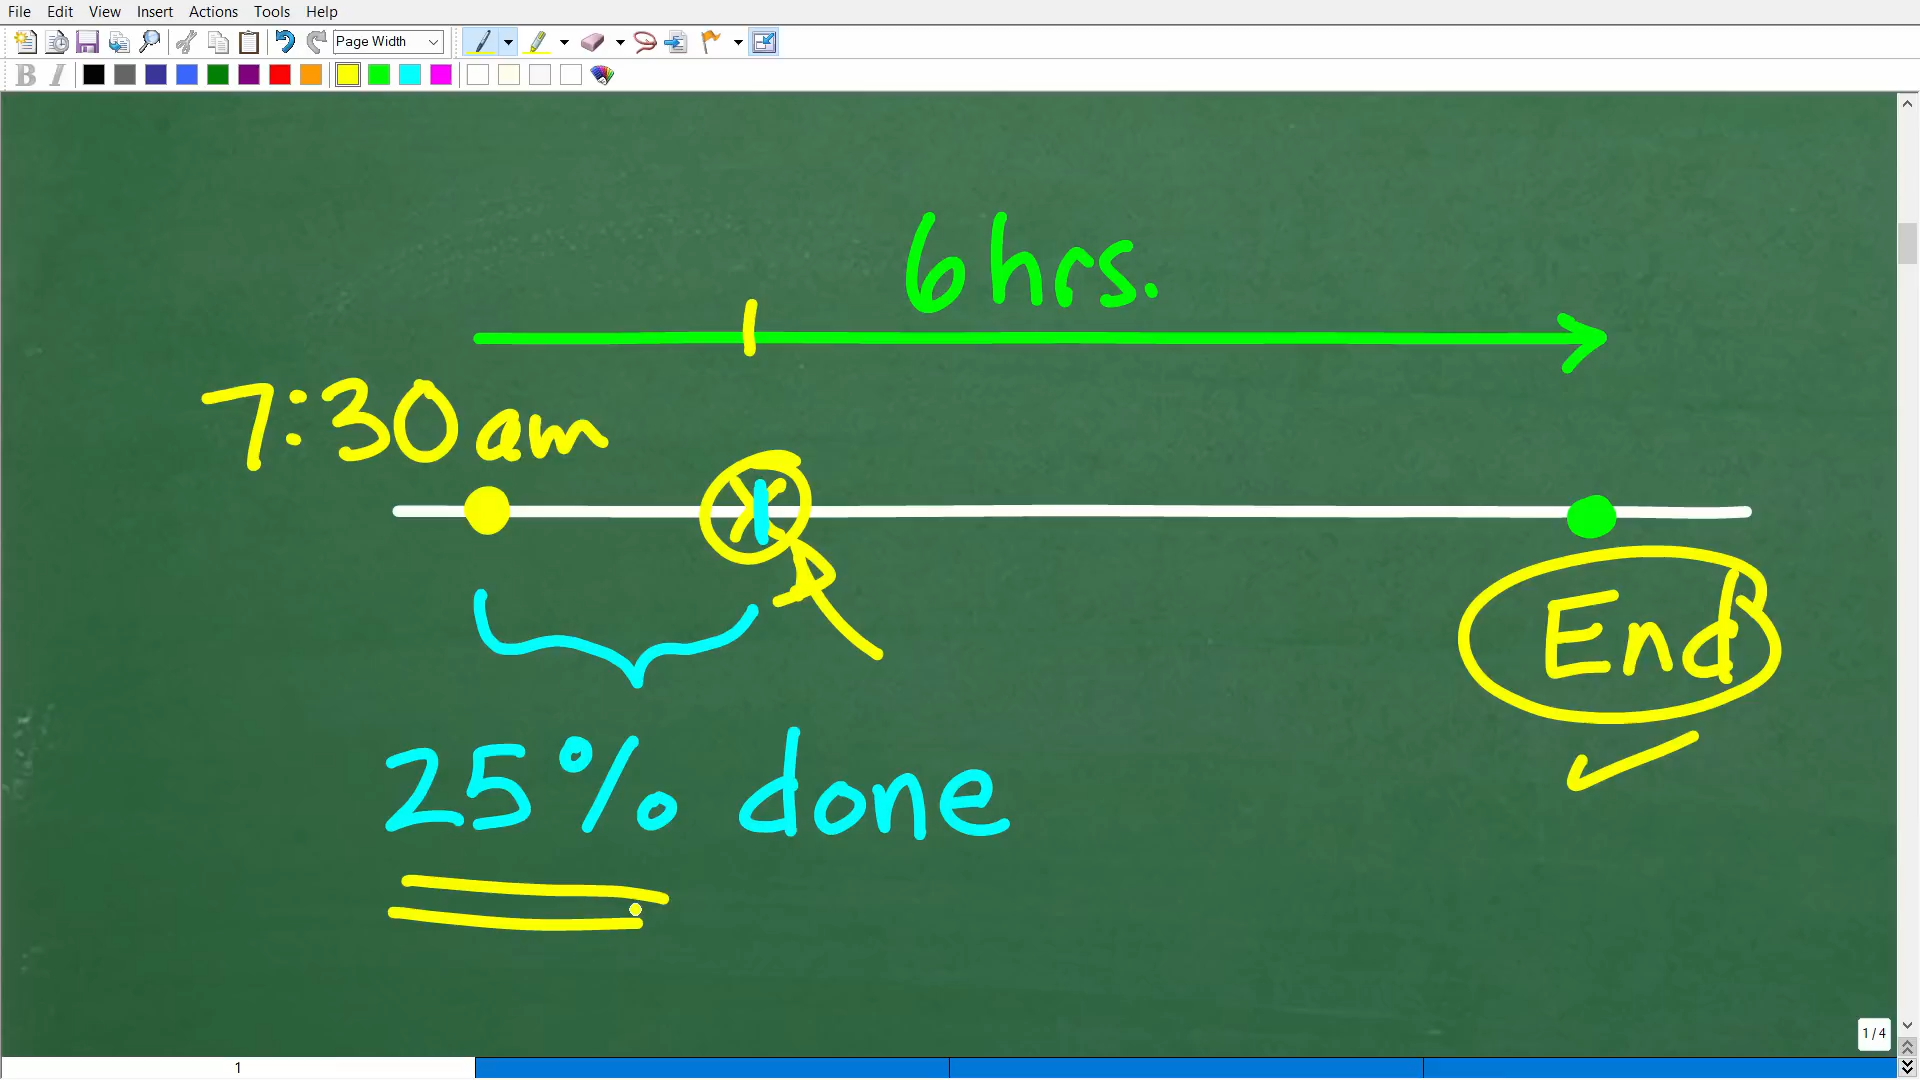 File Edit View Insert Actions Tools Help
Page Width
B I
6 hrs.
7:30 am
End
25% done
1 / 4
1